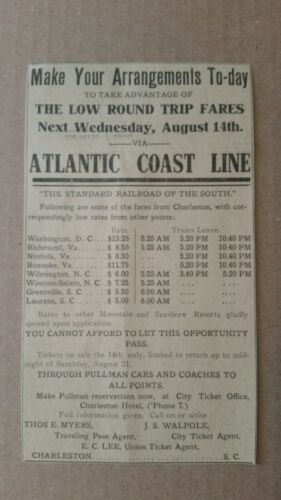 Make Your Arrangements To-day
TO TAKE ADVANTAGE OF
THE LOW ROUND TRIP FARES
Next Wednesday, August 14th.
—VIA—
ATLANTIC COAST LINE
"THE STANDARD RAILROAD OF THE SOUTH."
Following are some of the fares from Charleston, with cor-
respondingly low rates from other points:
Rate. Trains Leave.
Washington, D. C....$13.25 5.25 AM 5.20 PM 10.40 PM
Richmond, Va.....$ 8.50 5.25 AM 5.20 PM 10.40 PM
Norfolk, Va.....$ 8.50 .... 5.20 PM 10.40 PM
Roanoke, Va.....$11.75 .... 5.20 PM 10.40 PM
Wilmington, N. C....$ 6.00 5.25 AM 3.40 PM 5.20 PM
Winston-Salem, N. C. $ 7.25 5.25 AM .... ....
Greenville, S. C.....$ 5.50 6.00 AM .... ....
Laurens, S. C.....$ 5.00 6.00 AM .... ....
Rates to other Mountain and Seashore Resorts gladly
quoted upon application.
YOU CANNOT AFFORD TO LET THIS OPPORTUNITY
PASS.
Tickets on sale the 14th only, limited to return up to mid-
night of Saturday, August 31.
THROUGH PULLMAN CARS AND COACHES TO
ALL POINTS.
Make Pullman reservations now, at City Ticket Office,
Charleston Hotel, ('Phone 7.)
Full information given. Call on or write
THOS E. MYERS, J. S. WALPOLE,
Traveling Pass Agent, City Ticket Agent,
E. C. LEE, Union Ticket Agent,
CHARLESTON....................S. C.